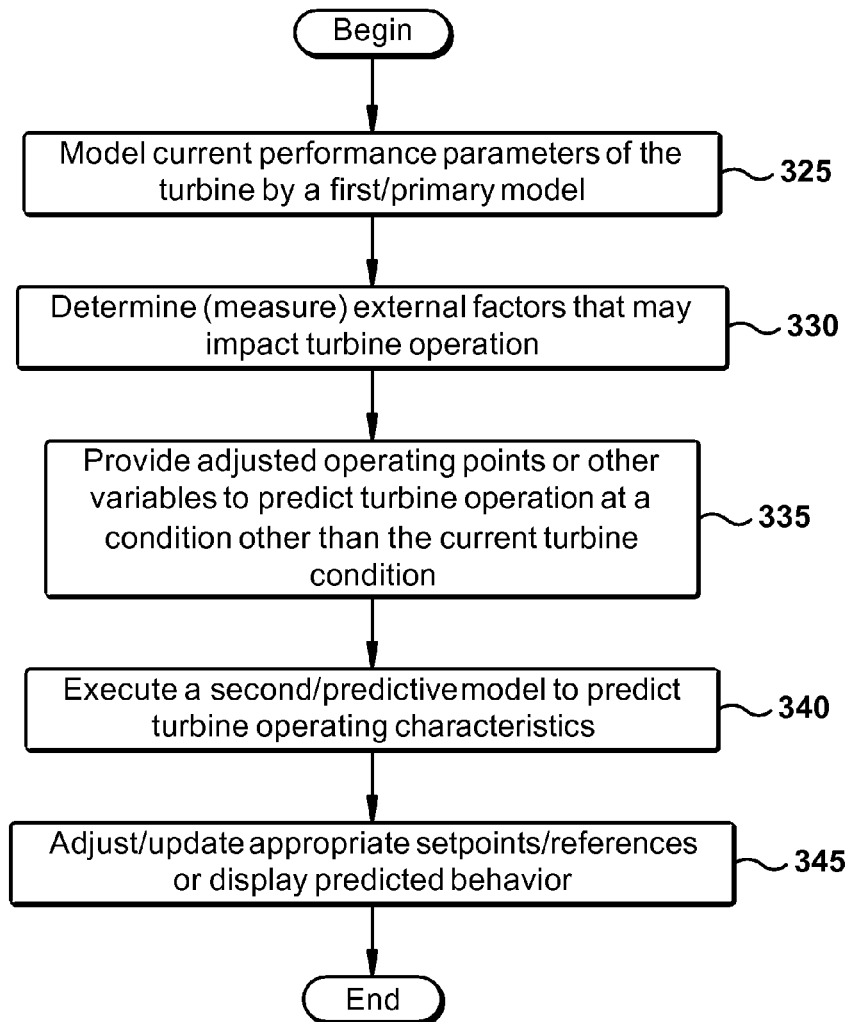 Begin
Model current performance parameters of the
turbine by a first/primary model
325
Determine (measure) external factors that may
impact turbine operation
330
Provide adjusted operating points or other
variables to predict turbine operation at a
condition other than the current turbine
condition
335
Execute a second/predictive model to predict
turbine operating characteristics
340
Adjust/update appropriate setpoints/references
or display predicted behavior
345
End